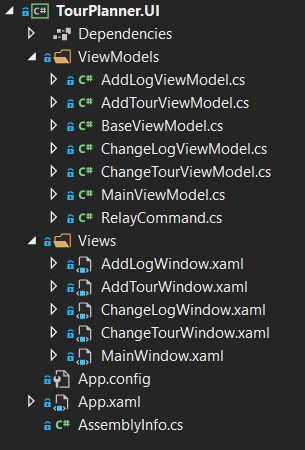 C# TourPlanner.UI
Dependencies
ViewModels
C# AddLogViewModel.cs
C# AddTourViewModel.cs
C# BaseViewModel.cs
C# ChangeLogViewModel.cs
C# ChangeTourViewModel.cs
C# MainViewModel.cs
C# RelayCommand.cs
Views
AddLogWindow.xaml
AddTourWindow.xaml
ChangeLogWindow.xaml
ChangeTourWindow.xaml
MainWindow.xaml
App.config
App.xaml
C# AssemblyInfo.cs